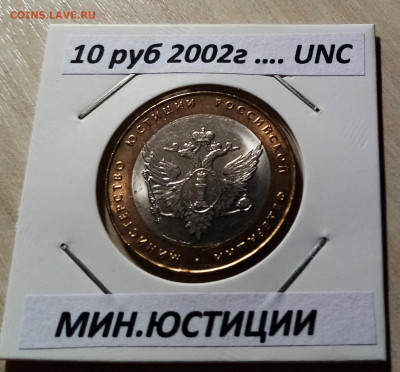 COINS.LAVE.RU
10 руб 2002г .... UNC
МИНИСТЕРСТВО ЮСТИЦИИ РОССИЙСКОЙ ФЕДЕРАЦИИ •
МИН.ЮСТИЦИИ